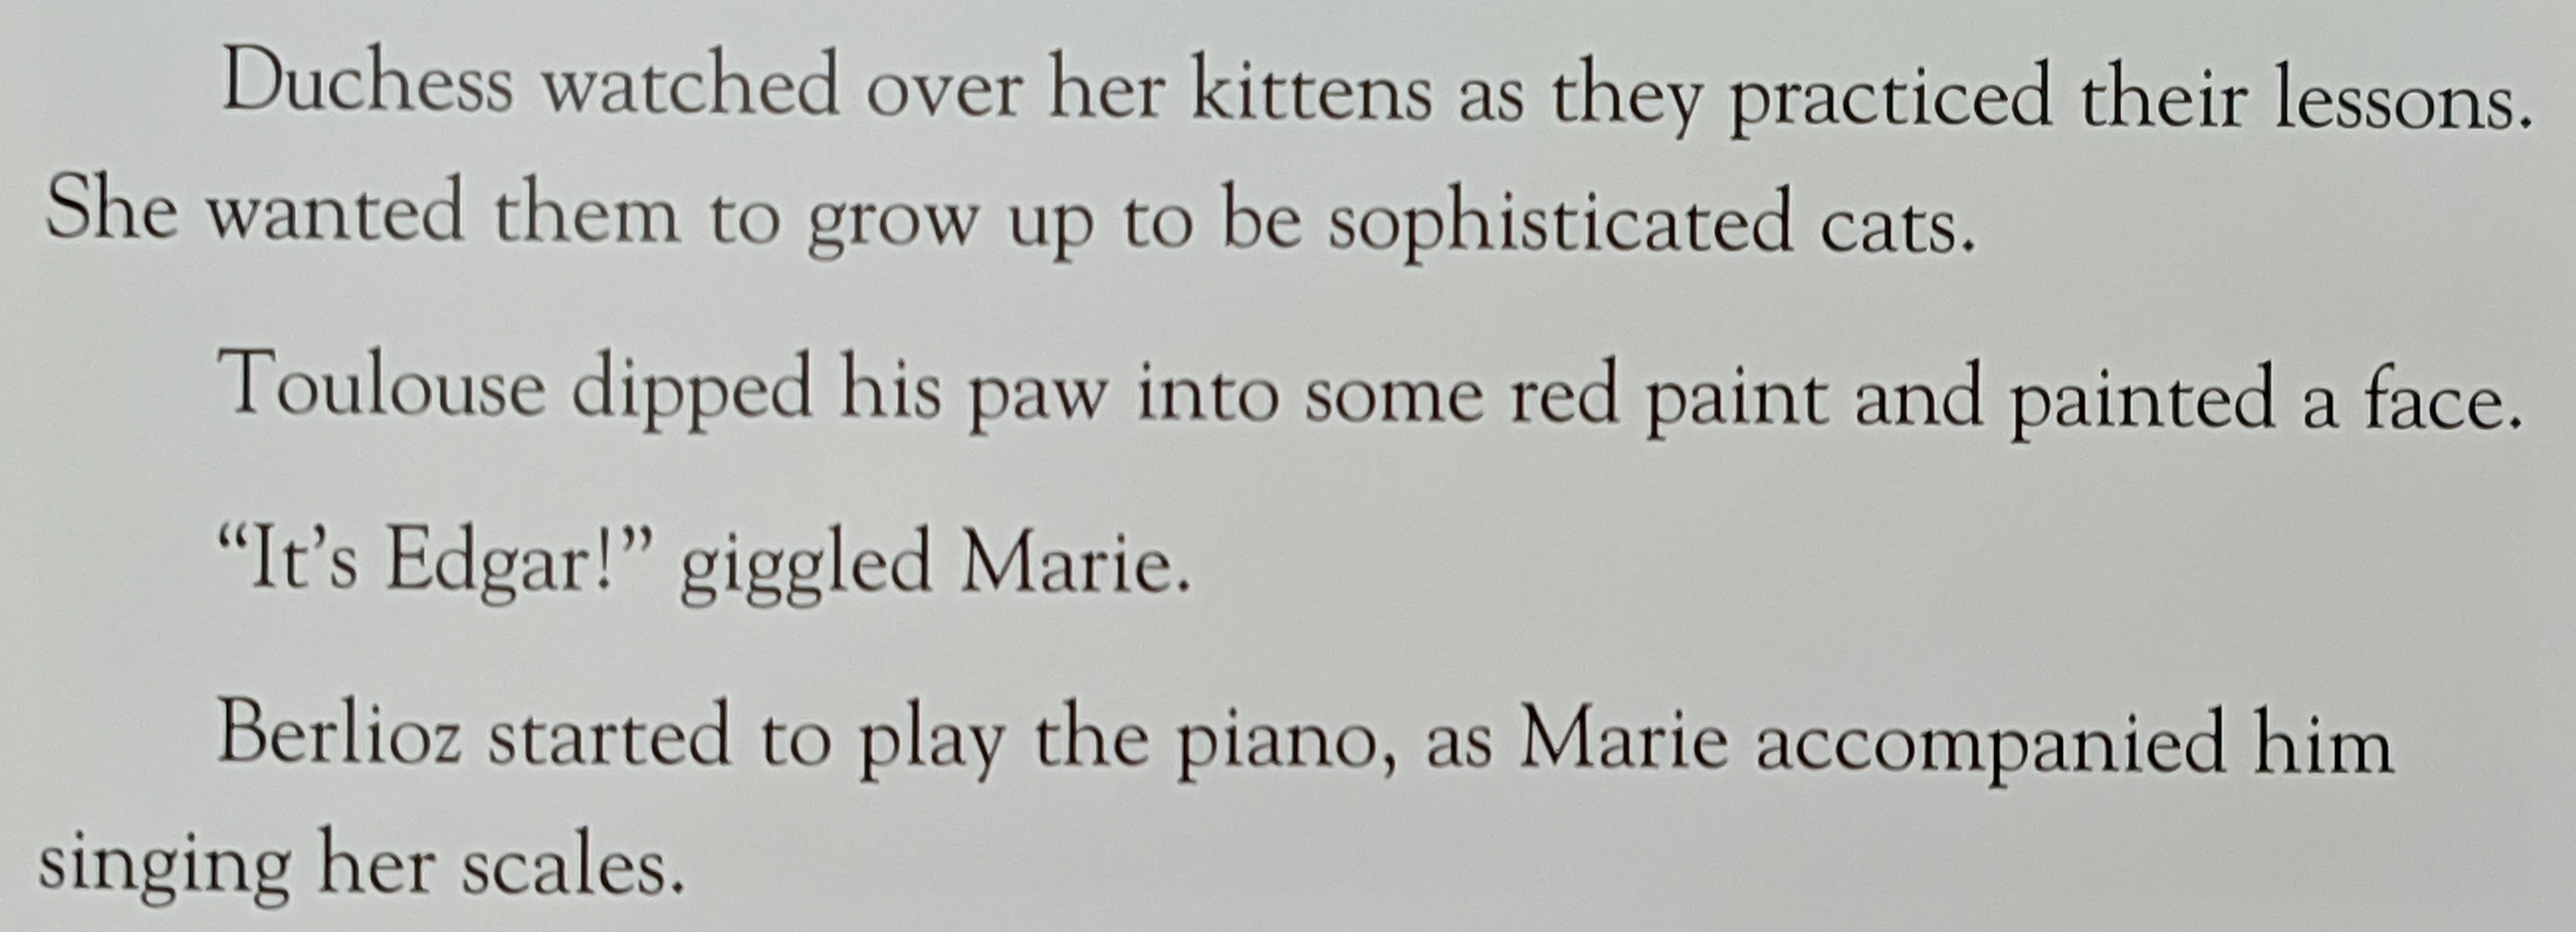 Duchess watched over her kittens as they practiced their lessons.
She wanted them to grow up to be sophisticated cats.
Toulouse dipped his paw into some red paint and painted a face.
“It’s Edgar!” giggled Marie.
Berlioz started to play the piano, as Marie accompanied him
singing her scales.